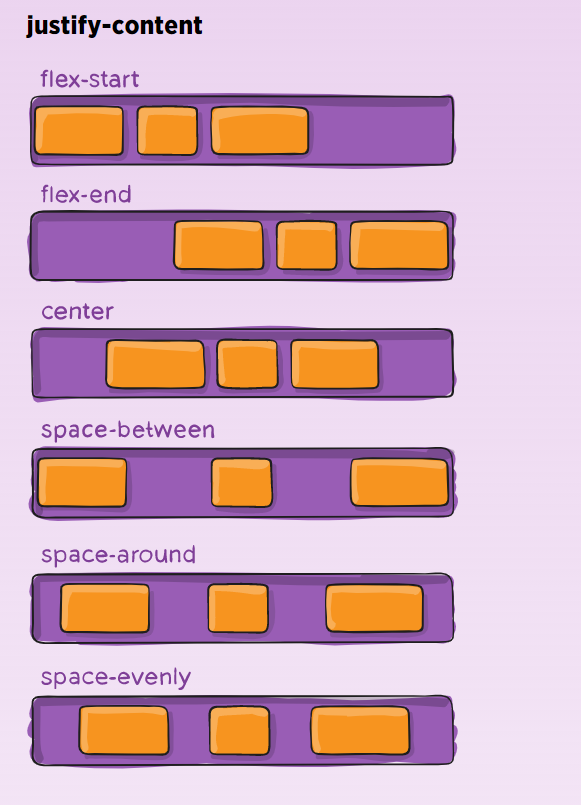 justify-content
flex-start
flex-end
center
space-between
space-around
space-evenly